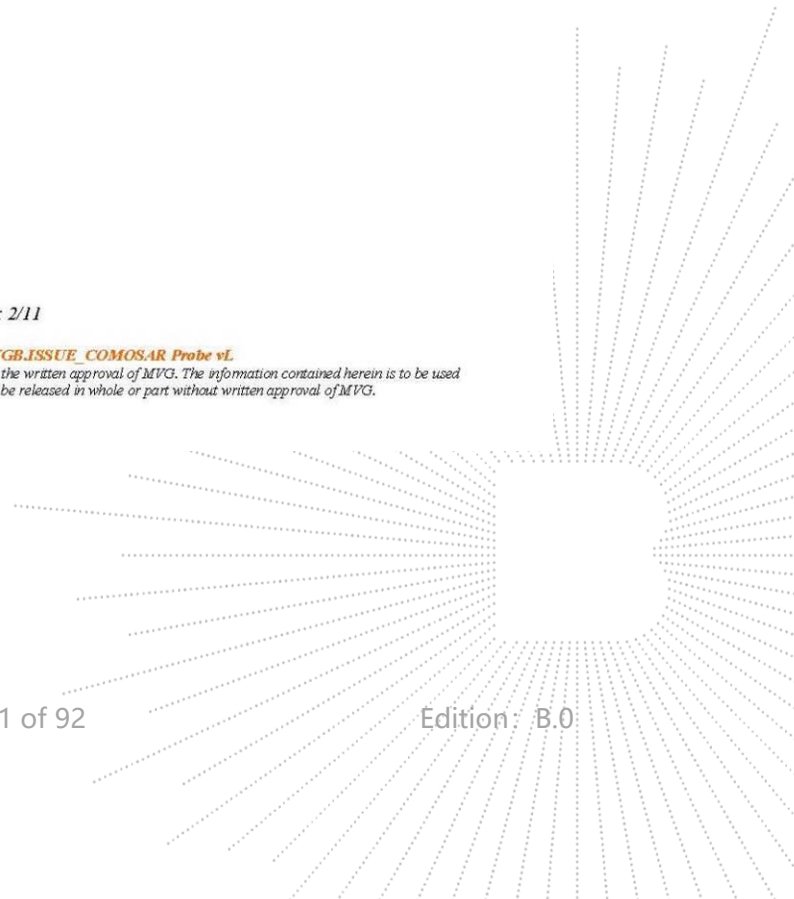 : 2/11
GB.ISSUE_COMOSAR Probe vL
the written approval of MVG. The information contained herein is to be used
be released in whole or part without written approval of MVG.
1 of 92 Edition：B.0